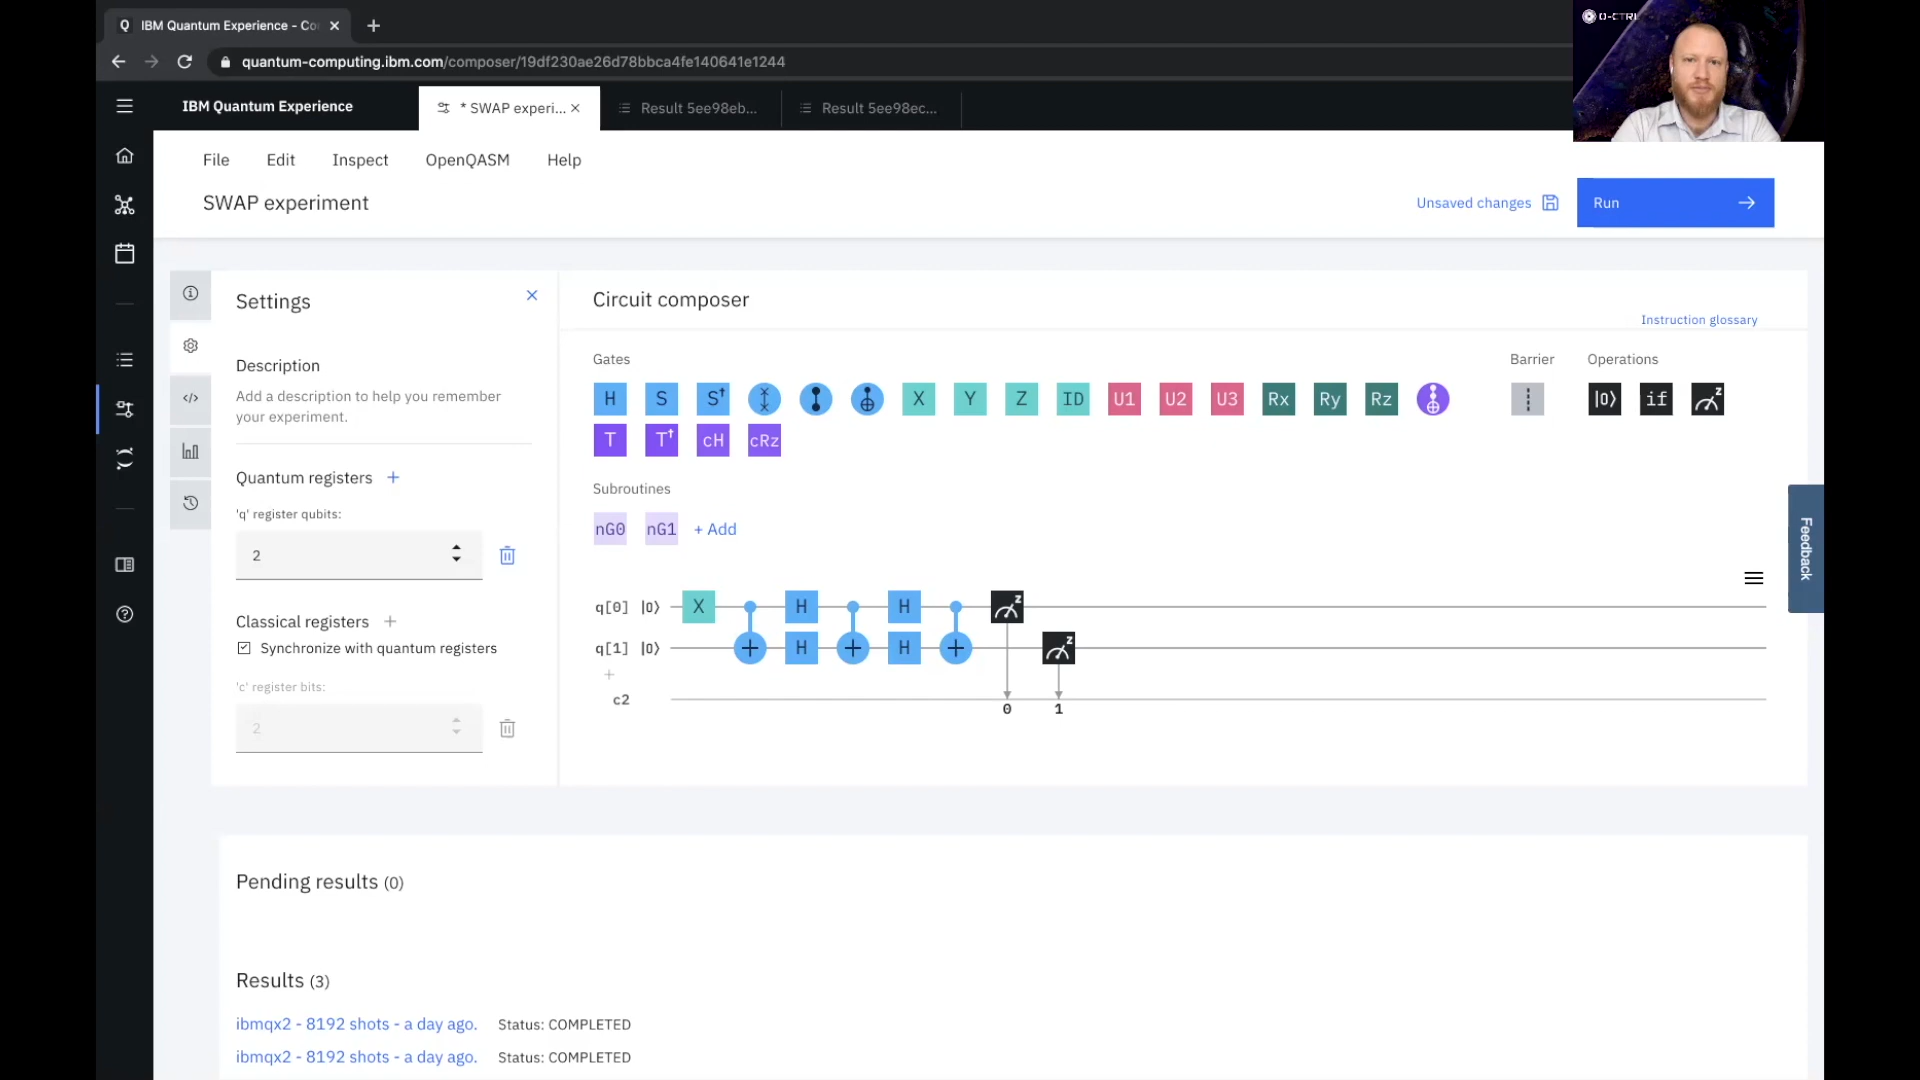 Q IBM Quantum Experience - Co
quantum-computing.ibm.com/composer/19df230ae26d78bbca4fe140641e1244
Q-CTRL
IBM Quantum Experience
* SWAP experi...
Result 5ee98eb...
Result 5ee98ec...
File Edit Inspect OpenQASM Help
SWAP experiment
Unsaved changes
Run
Settings
Description
Add a description to help you remember
your experiment.
Quantum registers +
'q' register qubits:
2
Classical registers +
Synchronize with quantum registers
'c' register bits:
2
Circuit composer
Instruction glossary
Gates
Barrier
Operations
H S S† X Y Z ID U1 U2 U3 Rx Ry Rz |0⟩ if z
T T† cH cRz
Subroutines
nG0 nG1 + Add
q[0] |0⟩ X H H z
q[1] |0⟩ H H z
+
c2
0 1
Feedback
Pending results (0)
Results (3)
ibmqx2 - 8192 shots - a day ago. Status: COMPLETED
ibmqx2 - 8192 shots - a day ago. Status: COMPLETED